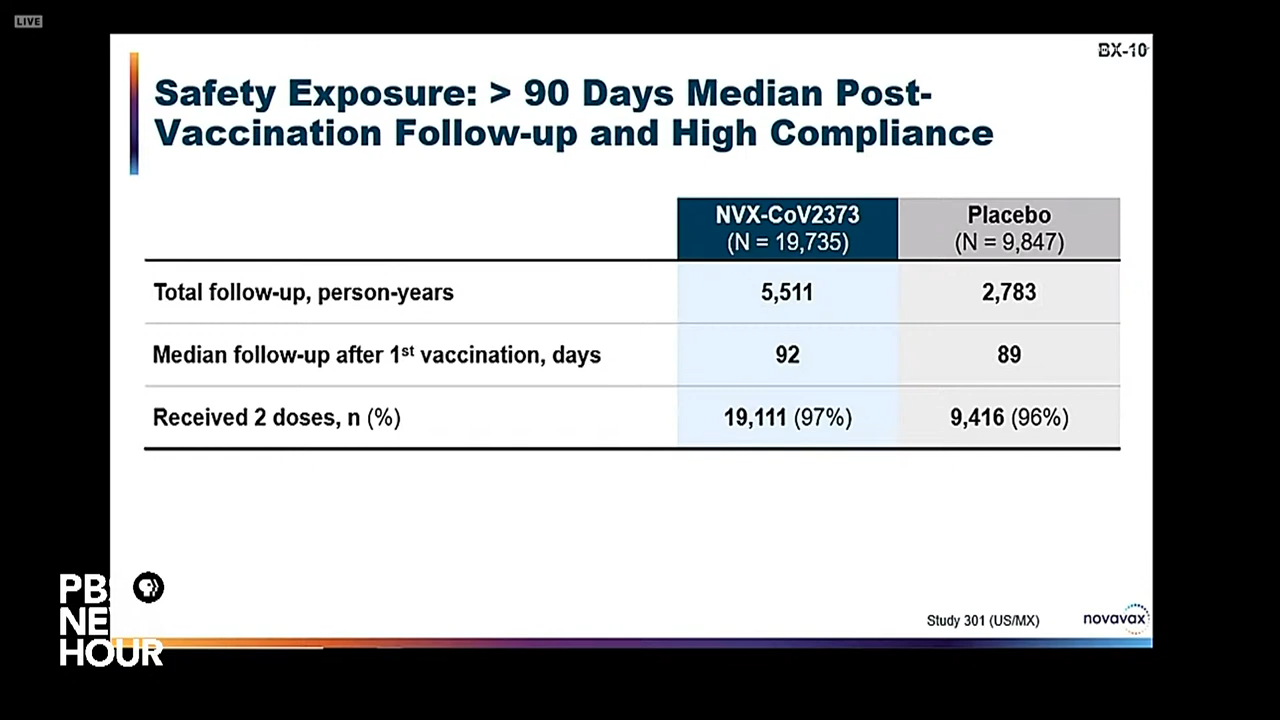 LIVE
BX-10
Safety Exposure: > 90 Days Median Post-
Vaccination Follow-up and High Compliance
NVX-CoV2373 Placebo
(N = 19,735) (N = 9,847)
Total follow-up, person-years 5,511 2,783
Median follow-up after 1st vaccination, days 92 89
Received 2 doses, n (%) 19,111 (97%) 9,416 (96%)
Study 301 (US/MX)
novavax
PBS
NE
HOUR